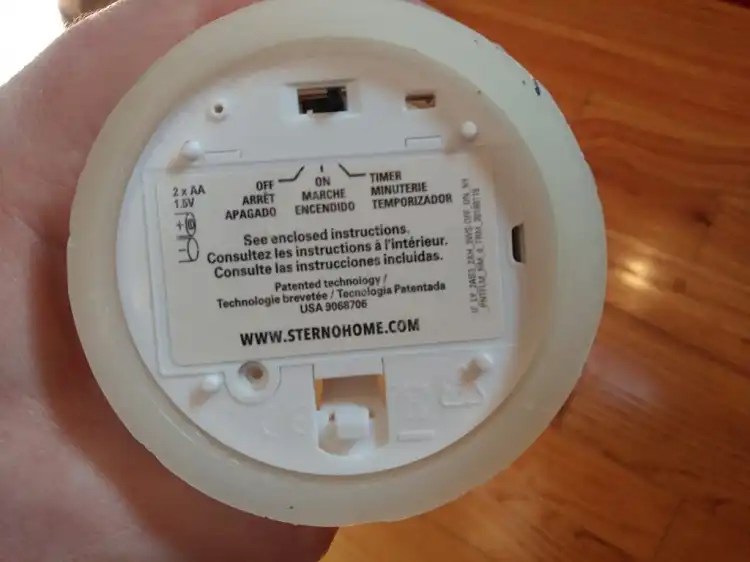 2 x AA
1.5V
OFF
ARRÊT
APAGADO
ON
MARCHE
ENCENDIDO
TIMER
MINUTERIE
TEMPORIZADOR
See enclosed instructions.
Consultez les instructions à l'intérieur.
Consulte las instrucciones incluidas.
Patented technology /
Technologie brevetée / Tecnologia Patentada
USA 9068706
WWW.STERNOHOME.COM